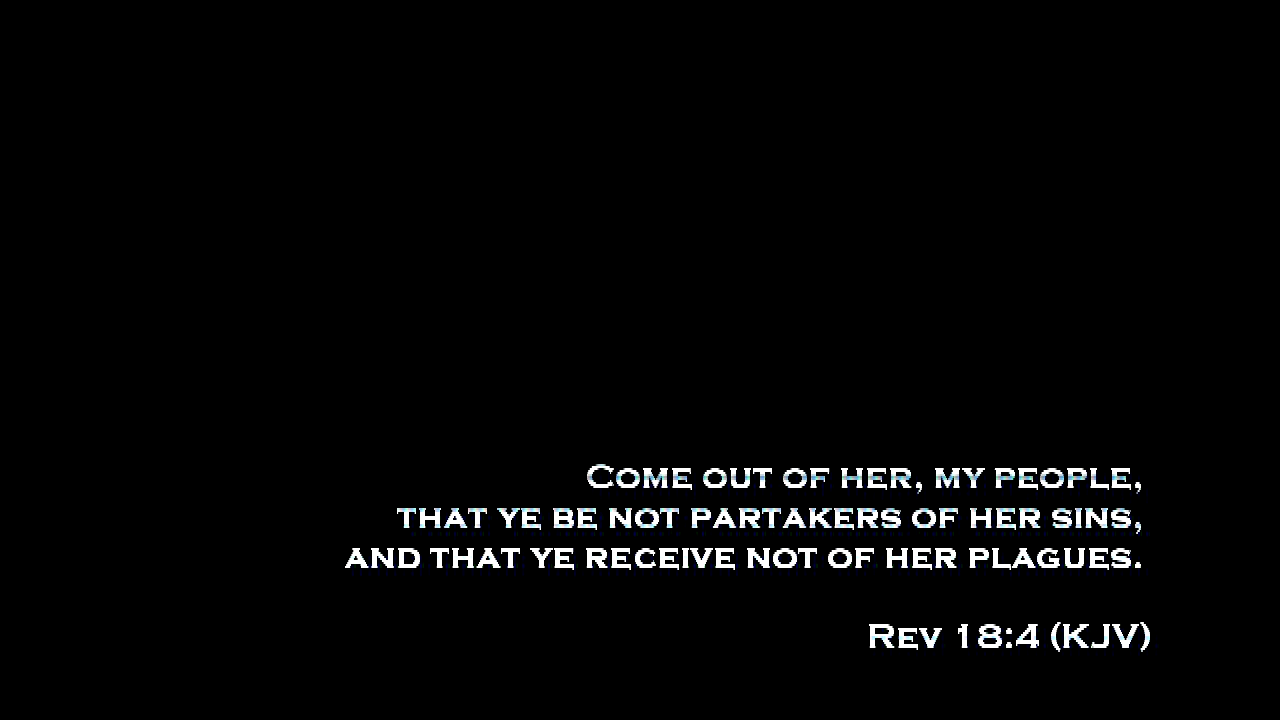 Come out of her, my people,
that ye be not partakers of her sins,
and that ye receive not of her plagues.
Rev 18:4 (KJV)